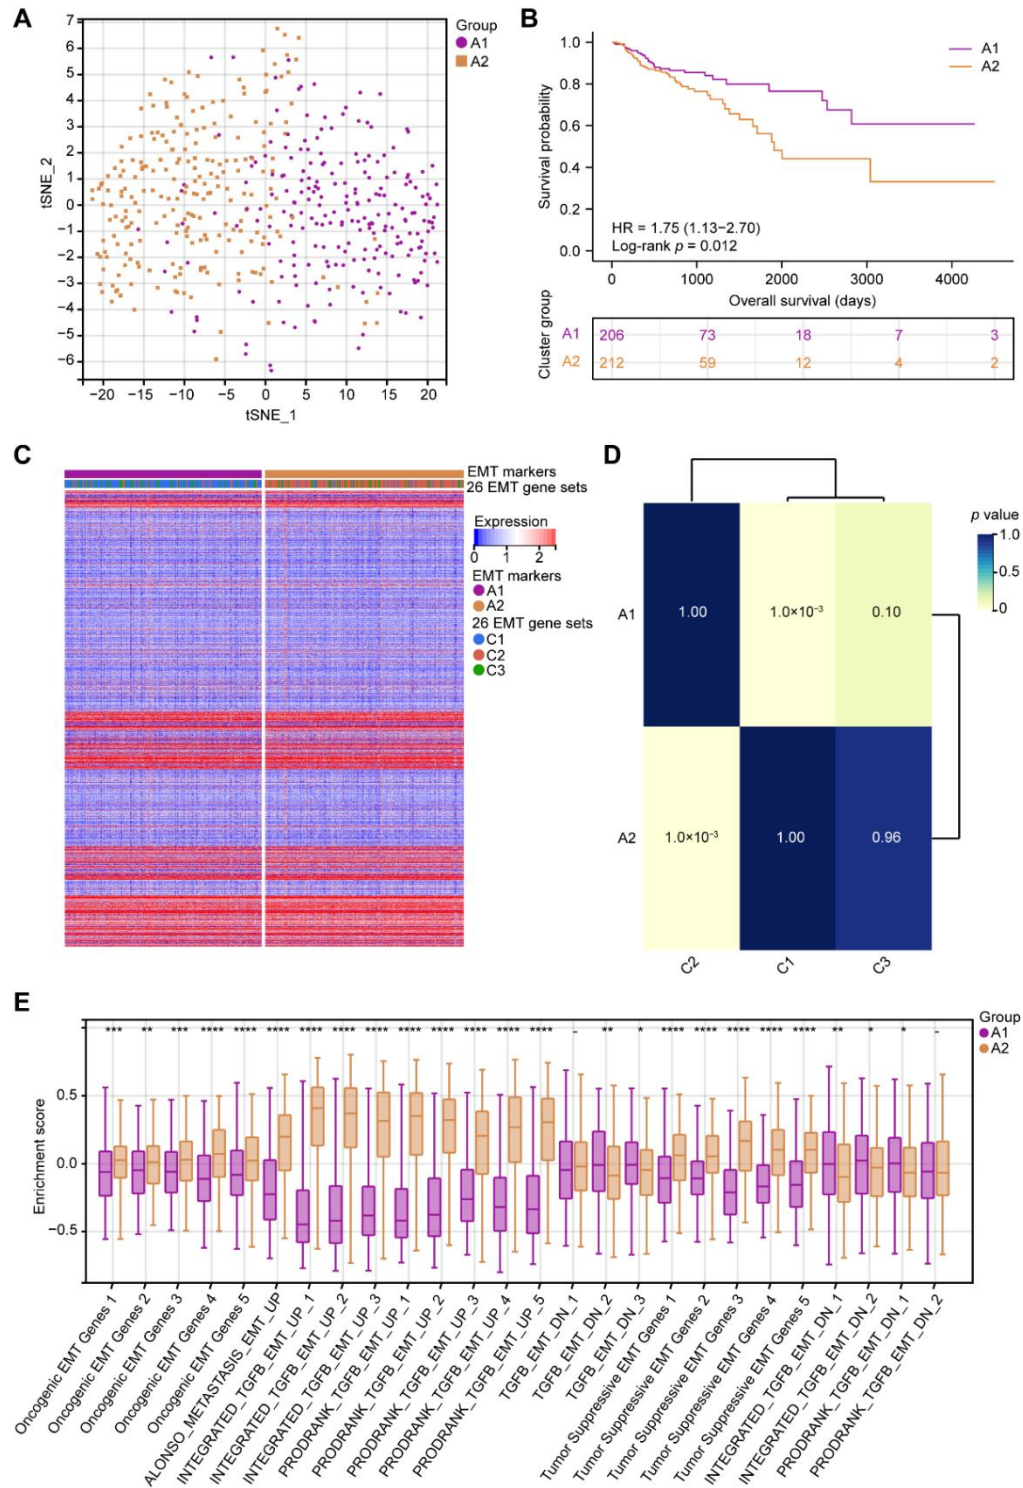 A
7
6
5
4
3
2
1
0
−1
−2
−3
−4
−5
−6
tSNE_2
−20 −15 −10 −5 0 5 10 15 20
tSNE_1
Group
A1
A2
B
1.0
0.8
0.6
0.4
0.2
0.0
Survival probability
A1
A2
HR = 1.75 (1.13−2.70)
Log-rank p = 0.012
0 1000 2000 3000 4000
Overall survival (days)
Cluster group
A1 206 73 18 7 3
A2 212 59 12 4 2
C
EMT markers
26 EMT gene sets
Expression
0 1 2
EMT markers
A1
A2
26 EMT gene sets
C1
C2
C3
D
p value
1.0
0.5
0
A1 1.00 1.0×10⁻³ 0.10
A2 1.0×10⁻³ 1.00 0.96
C2 C1 C3
E
*** ** *** **** **** **** **** **** **** **** **** **** **** **** – ** * **** **** **** **** **** ** * * –
Group
A1
A2
0.5
0.0
−0.5
Enrichment score
Oncogenic EMT Genes 1
Oncogenic EMT Genes 2
Oncogenic EMT Genes 3
Oncogenic EMT Genes 4
Oncogenic EMT Genes 5
ALONSO_METASTASIS_EMT_UP
INTEGRATED_TGFB_EMT_UP_1
INTEGRATED_TGFB_EMT_UP_2
INTEGRATED_TGFB_EMT_UP_3
PRODRANK_TGFB_EMT_UP_1
PRODRANK_TGFB_EMT_UP_2
PRODRANK_TGFB_EMT_UP_3
PRODRANK_TGFB_EMT_UP_4
PRODRANK_TGFB_EMT_UP_5
TGFB_EMT_DN_1
TGFB_EMT_DN_2
TGFB_EMT_DN_3
Tumor Suppressive EMT Genes 1
Tumor Suppressive EMT Genes 2
Tumor Suppressive EMT Genes 3
Tumor Suppressive EMT Genes 4
Tumor Suppressive EMT Genes 5
INTEGRATED_TGFB_EMT_DN_1
INTEGRATED_TGFB_EMT_DN_2
PRODRANK_TGFB_EMT_DN_1
PRODRANK_TGFB_EMT_DN_2